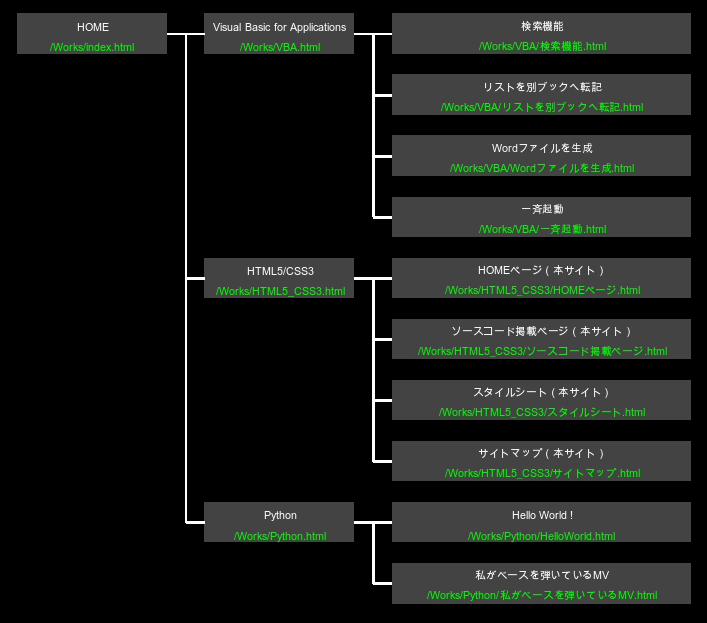 HOME
/Works/index.html
Visual Basic for Applications
/Works/VBA.html
検索機能
/Works/VBA/検索機能.html
リストを別ブックへ転記
/Works/VBA/リストを別ブックへ転記.html
Wordファイルを生成
/Works/VBA/Wordファイルを生成.html
一斉起動
/Works/VBA/一斉起動.html
HTML5/CSS3
/Works/HTML5_CSS3.html
HOMEページ ( 本サイト )
/Works/HTML5_CSS3/HOMEページ.html
ソースコード掲載ページ ( 本サイト )
/Works/HTML5_CSS3/ソースコード掲載ページ.html
スタイルシート ( 本サイト )
/Works/HTML5_CSS3/スタイルシート.html
サイトマップ ( 本サイト )
/Works/HTML5_CSS3/サイトマップ.html
Python
/Works/Python.html
Hello World !
/Works/Python/HelloWorld.html
私がベースを弾いているMV
/Works/Python/私がベースを弾いているMV.html